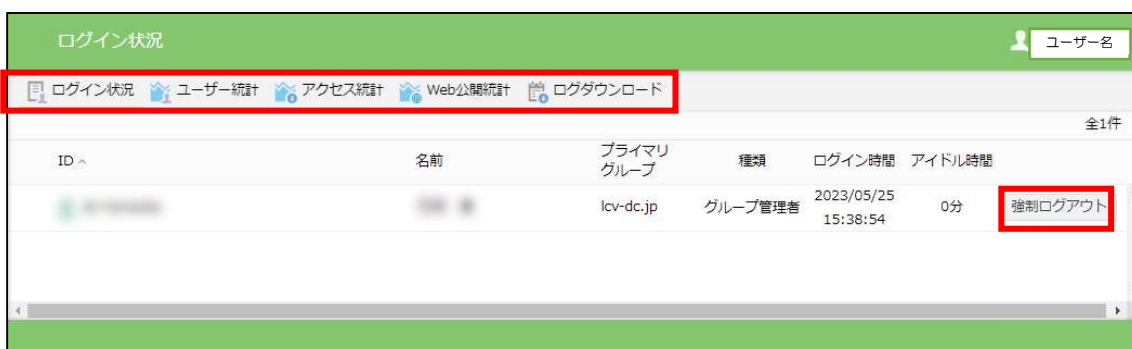 ログイン状況
ユーザー名
ログイン状況 ユーザー統計 アクセス統計 Web公開統計 ログダウンロード
全1件
ID 名前 プライマリ
グループ 種類 ログイン時間 アイドル時間
lcv-dc.jp グループ管理者 2023/05/25
15:38:54 0分 強制ログアウト